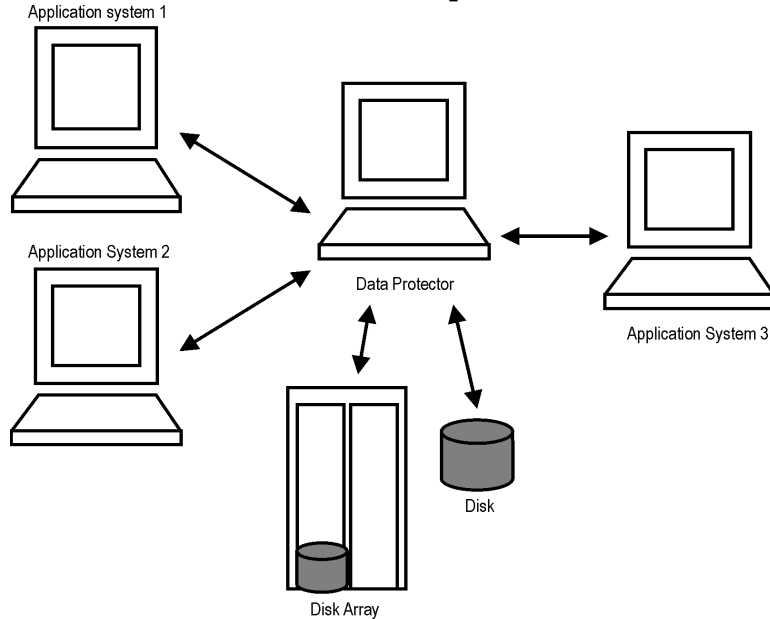 Application system 1
Application System 2
Data Protector
Application System 3
Disk
Disk Array